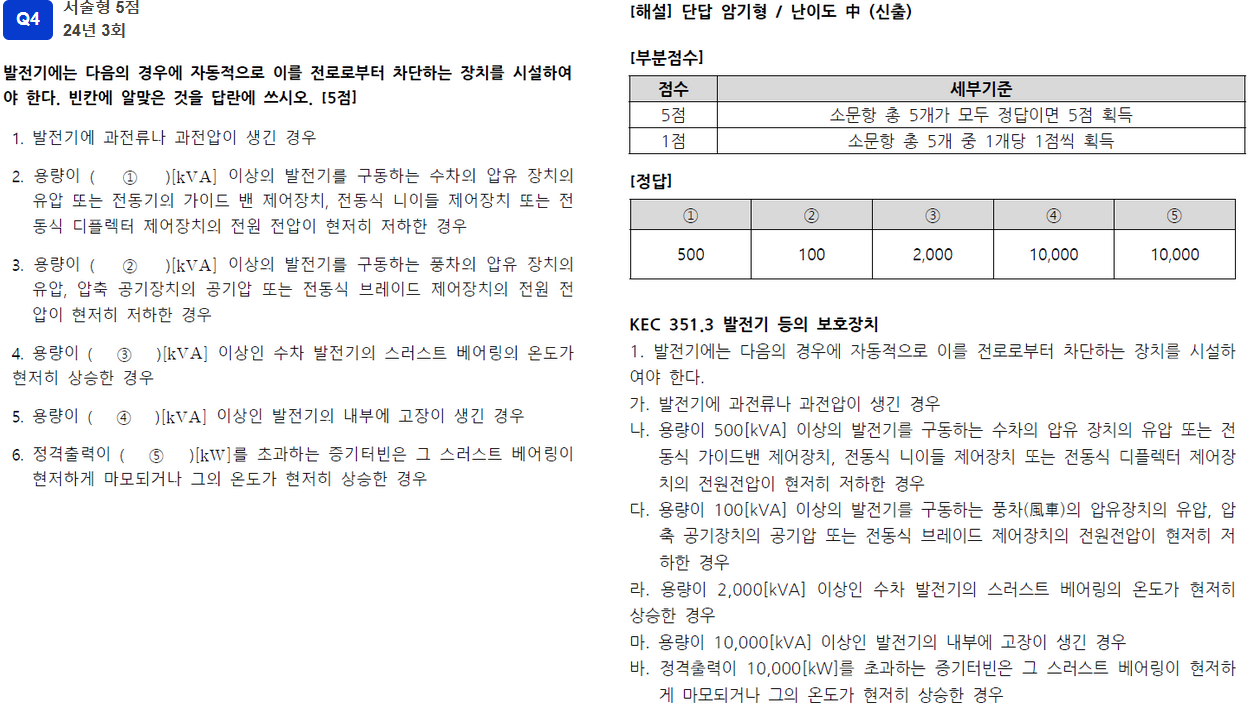 Q4
서술형 5점
24년 3회
발전기에는 다음의 경우에 자동적으로 이를 전로로부터 차단하는 장치를 시설하여
야 한다. 빈칸에 알맞은 것을 답란에 쓰시오. [5점]
1. 발전기에 과전류나 과전압이 생긴 경우
2. 용량이 ( ① )[kVA] 이상의 발전기를 구동하는 수차의 압유 장치의
유압 또는 전동기의 가이드 밴 제어장치, 전동식 니이들 제어장치 또는 전
동식 디플렉터 제어장치의 전원 전압이 현저히 저하한 경우
3. 용량이 ( ② )[kVA] 이상의 발전기를 구동하는 풍차의 압유 장치의
유압, 압축 공기장치의 공기압 또는 전동식 브레이드 제어장치의 전원 전
압이 현저히 저하한 경우
4. 용량이 ( ③ )[kVA] 이상인 수차 발전기의 스러스트 베어링의 온도가
현저히 상승한 경우
5. 용량이 ( ④ )[kVA] 이상인 발전기의 내부에 고장이 생긴 경우
6. 정격출력이 ( ⑤ )[kW]를 초과하는 증기터빈은 그 스러스트 베어링이
현저하게 마모되거나 그의 온도가 현저히 상승한 경우
[해설] 단답 암기형 / 난이도 中 (신출)
[부분점수]
점수 세부기준
5점 소문항 총 5개가 모두 정답이면 5점 획득
1점 소문항 총 5개 중 1개당 1점씩 획득
[정답]
① ② ③ ④ ⑤
500 100 2,000 10,000 10,000
KEC 351.3 발전기 등의 보호장치
1. 발전기에는 다음의 경우에 자동적으로 이를 전로로부터 차단하는 장치를 시설하
여야 한다.
가. 발전기에 과전류나 과전압이 생긴 경우
나. 용량이 500[kVA] 이상의 발전기를 구동하는 수차의 압유 장치의 유압 또는 전
동식 가이드밴 제어장치, 전동식 니이들 제어장치 또는 전동식 디플렉터 제어장
치의 전원전압이 현저히 저하한 경우
다. 용량이 100[kVA] 이상의 발전기를 구동하는 풍차(風車)의 압유장치의 유압, 압
축 공기장치의 공기압 또는 전동식 브레이드 제어장치의 전원전압이 현저히 저
하한 경우
라. 용량이 2,000[kVA] 이상인 수차 발전기의 스러스트 베어링의 온도가 현저히
상승한 경우
마. 용량이 10,000[kVA] 이상인 발전기의 내부에 고장이 생긴 경우
바. 정격출력이 10,000[kW]를 초과하는 증기터빈은 그 스러스트 베어링이 현저하
게 마모되거나 그의 온도가 현저히 상승한 경우